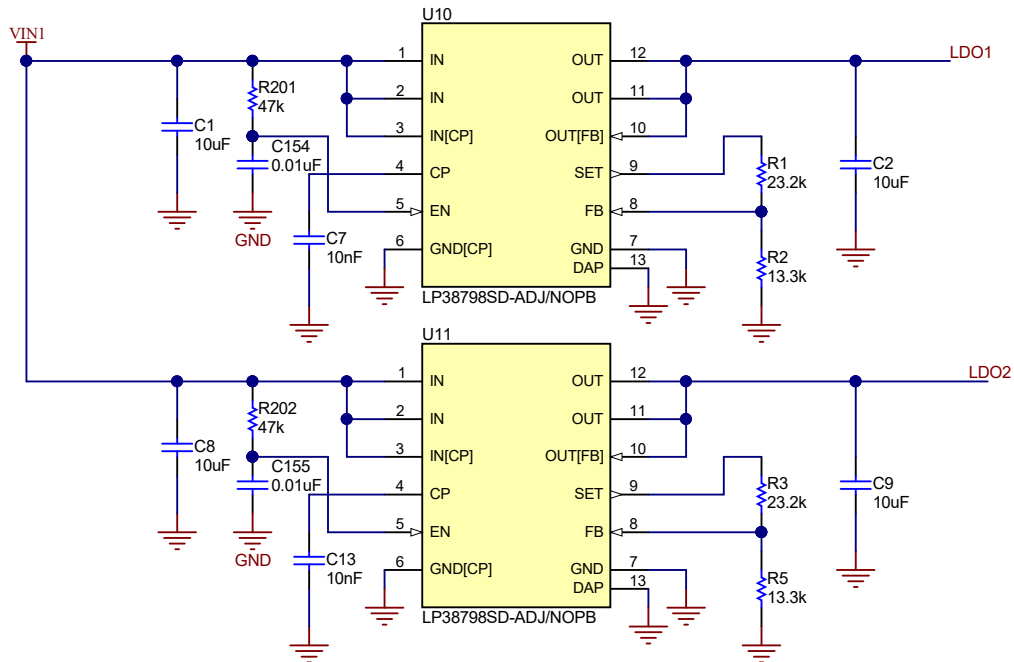 U10
VIN1
1 IN OUT 12 LDO1
R201
47k
2 IN OUT 11
C1
10uF
3 IN[CP] OUT[FB] 10
C154
0.01uF
4 CP SET 9
R1
23.2k
C2
10uF
5 EN FB 8
GND
C7
10nF
6 GND[CP] GND 7
DAP 13
R2
13.3k
LP38798SD-ADJ/NOPB
U11
1 IN OUT 12 LDO2
R202
47k
2 IN OUT 11
C8
10uF
3 IN[CP] OUT[FB] 10
C155
0.01uF
4 CP SET 9
R3
23.2k
C9
10uF
5 EN FB 8
GND
C13
10nF
6 GND[CP] GND 7
DAP 13
R5
13.3k
LP38798SD-ADJ/NOPB